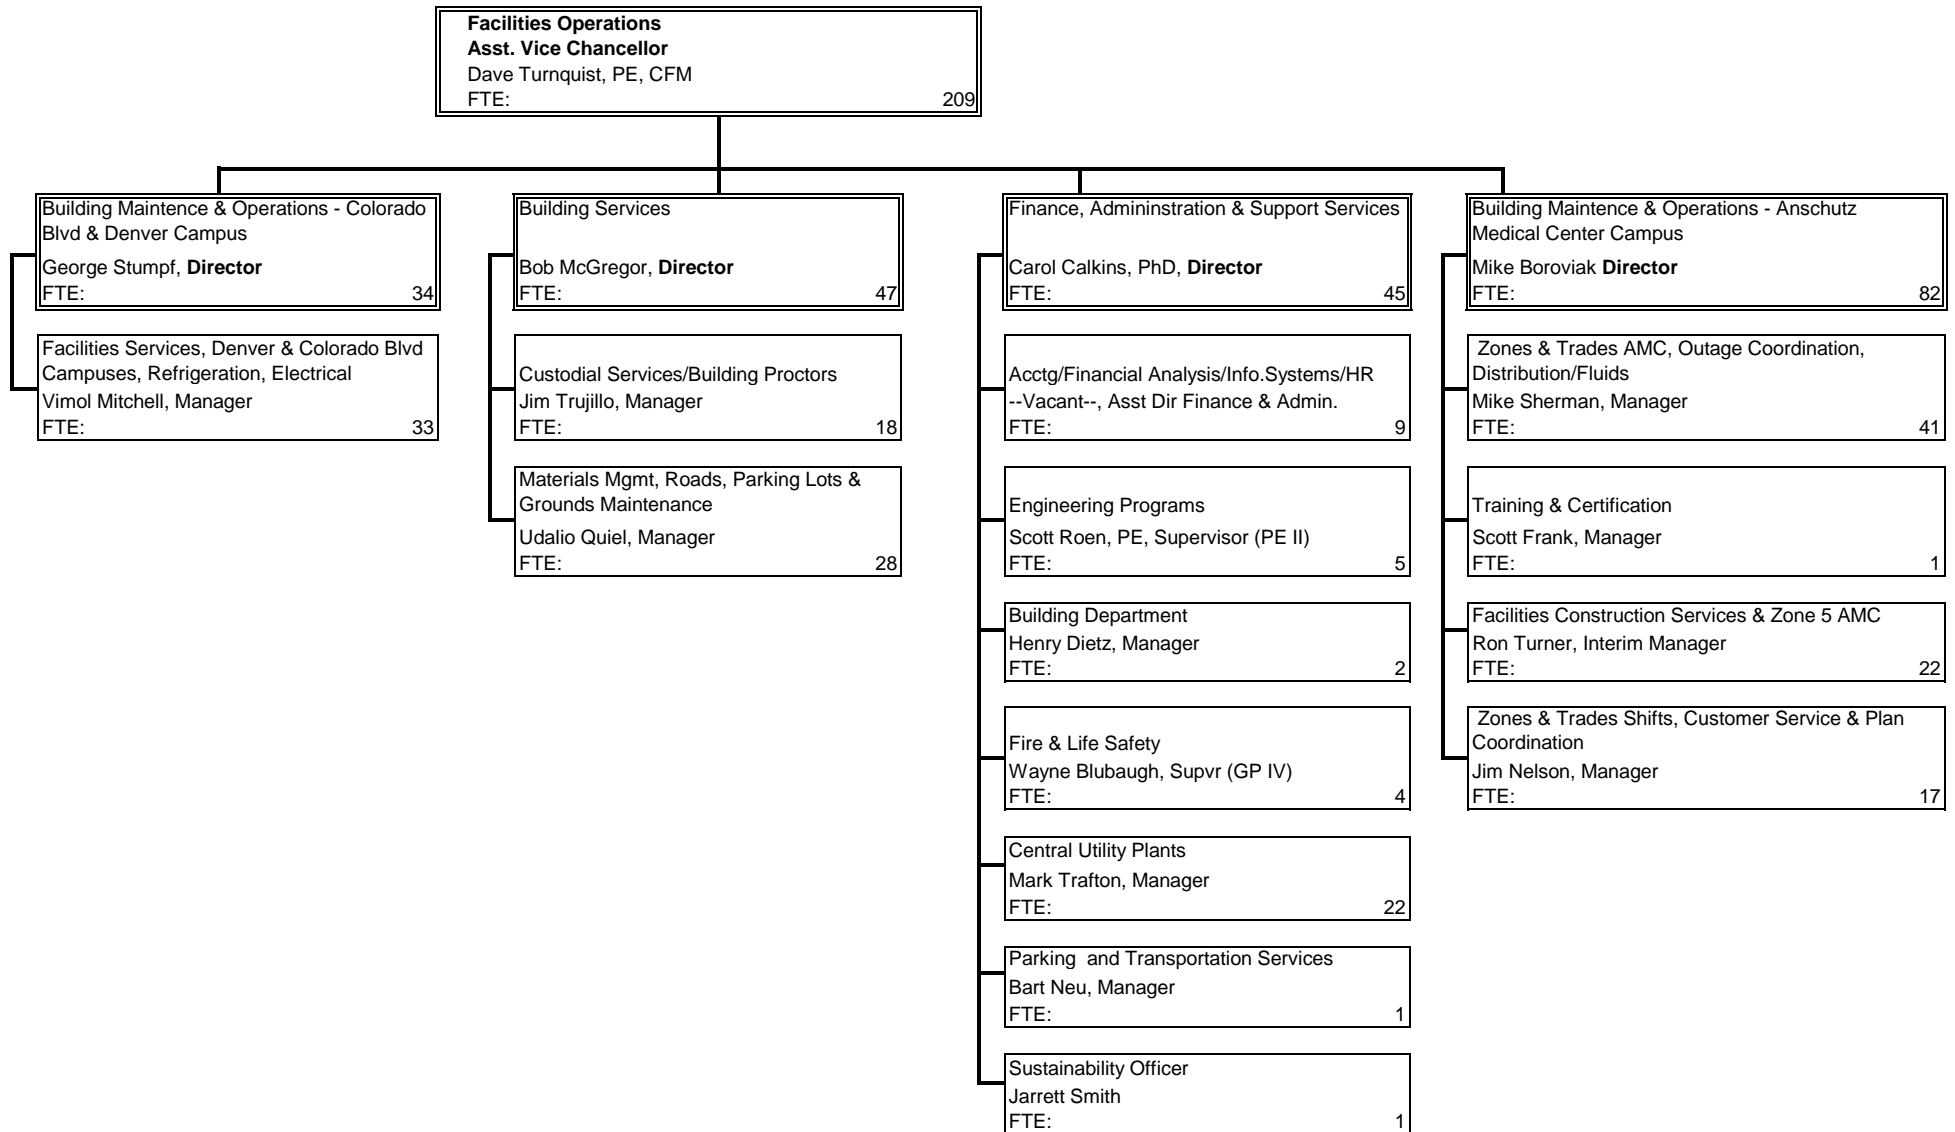 Facilities Operations
Asst. Vice Chancellor
Dave Turnquist, PE, CFM
FTE: 209
Building Maintence & Operations - Colorado
Blvd & Denver Campus
George Stumpf, Director
FTE: 34
Facilities Services, Denver & Colorado Blvd
Campuses, Refrigeration, Electrical
Vimol Mitchell, Manager
FTE: 33
Building Services
Bob McGregor, Director
FTE: 47
Custodial Services/Building Proctors
Jim Trujillo, Manager
FTE: 18
Materials Mgmt, Roads, Parking Lots &
Grounds Maintenance
Udalio Quiel, Manager
FTE: 28
Finance, Admininstration & Support Services
Carol Calkins, PhD, Director
FTE: 45
Acctg/Financial Analysis/Info.Systems/HR
--Vacant--, Asst Dir Finance & Admin.
FTE: 9
Engineering Programs
Scott Roen, PE, Supervisor (PE II)
FTE: 5
Building Department
Henry Dietz, Manager
FTE: 2
Fire & Life Safety
Wayne Blubaugh, Supvr (GP IV)
FTE: 4
Central Utility Plants
Mark Trafton, Manager
FTE: 22
Parking and Transportation Services
Bart Neu, Manager
FTE: 1
Sustainability Officer
Jarrett Smith
FTE: 1
Building Maintence & Operations - Anschutz
Medical Center Campus
Mike Boroviak Director
FTE: 82
Zones & Trades AMC, Outage Coordination,
Distribution/Fluids
Mike Sherman, Manager
FTE: 41
Training & Certification
Scott Frank, Manager
FTE: 1
Facilities Construction Services & Zone 5 AMC
Ron Turner, Interim Manager
FTE: 22
Zones & Trades Shifts, Customer Service & Plan
Coordination
Jim Nelson, Manager
FTE: 17